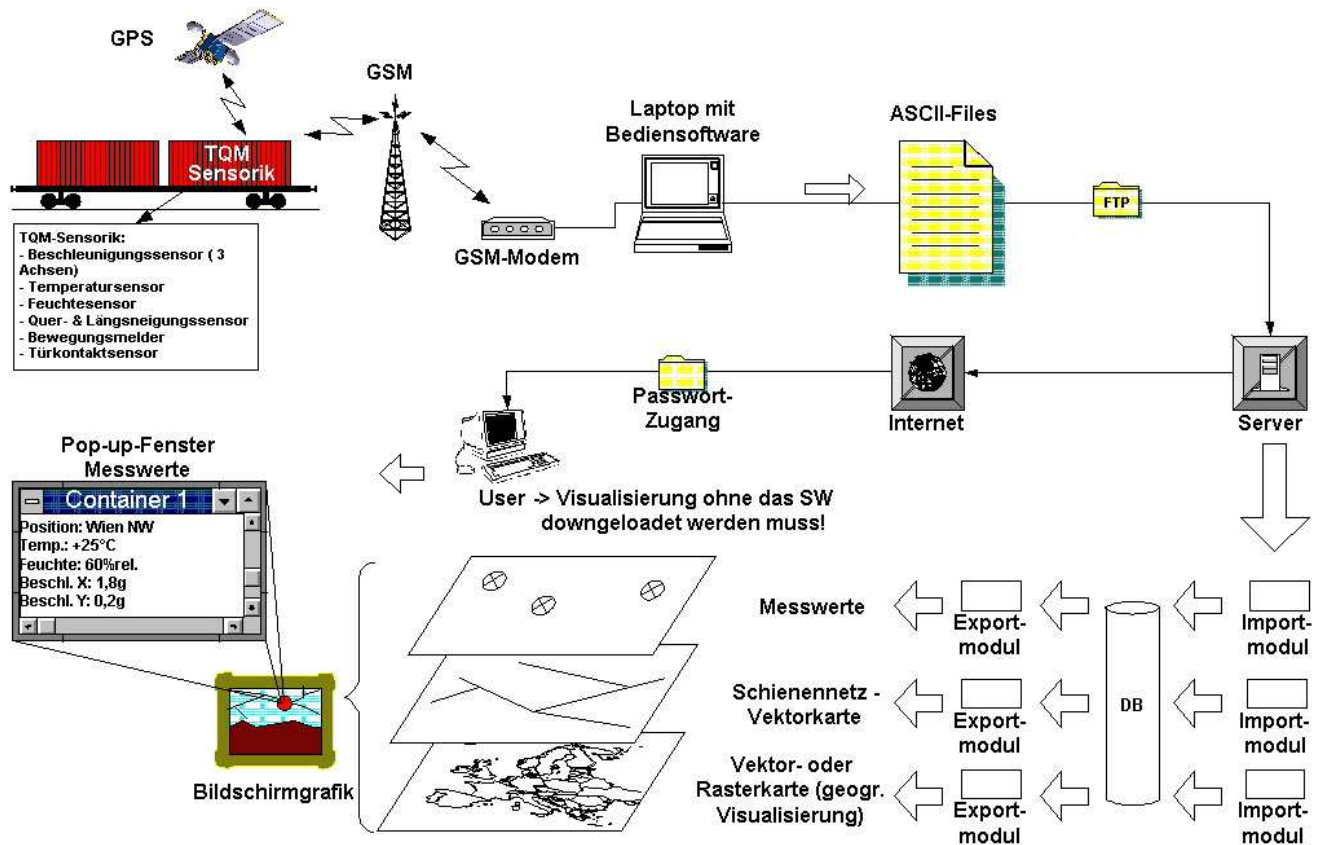 GPS
GSM
TQM
Sensorik
Laptop mit
Bediensoftware
ASCII-Files
FTP
GSM-Modem
TQM-Sensorik:
- Beschleunigungssensor ( 3
Achsen)
- Temperatursensor
- Feuchtesensor
- Quer- & Längsneigungssensor
- Bewegungsmelder
- Türkontaktsensor
Passwort-
Zugang
Internet
Server
Pop-up-Fenster
Messwerte
Container 1
Position: Wien NW
Temp.: +25°C
Feuchte: 60%rel.
Beschl. X: 1,8g
Beschl. Y: 0,2g
User -> Visualisierung ohne das SW
downgeloadet werden muss!
Messwerte
Export-
modul
Import-
modul
Schienennetz -
Vektorkarte
Export-
modul
DB
Import-
modul
Bildschirmgrafik
Vektor- oder
Rasterkarte (geogr.
Visualisierung)
Export-
modul
Import-
modul